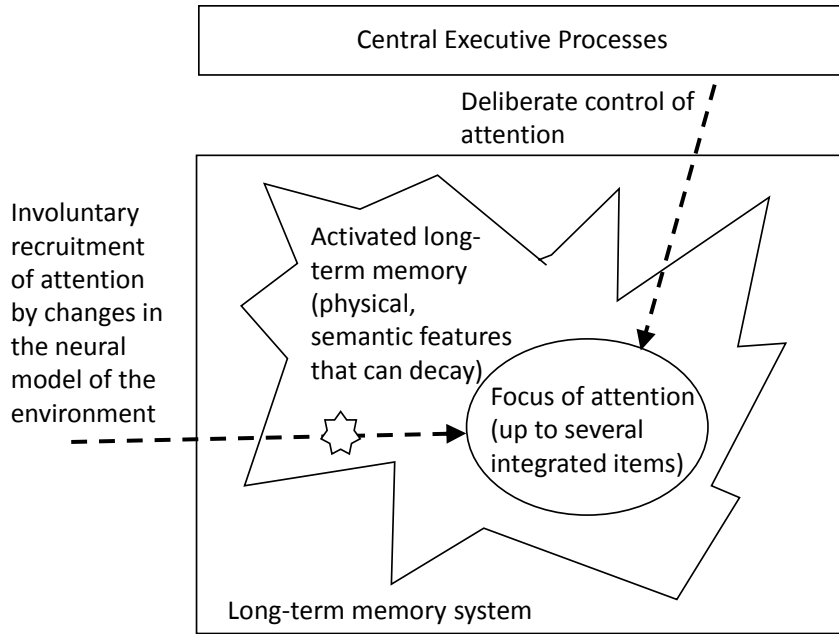 Central Executive Processes
Deliberate control of
attention
Involuntary
recruitment
of attention
by changes in
the neural
model of the
environment
Activated long-
term memory
(physical,
semantic features
that can decay)
Focus of attention
(up to several
integrated items)
Long-term memory system